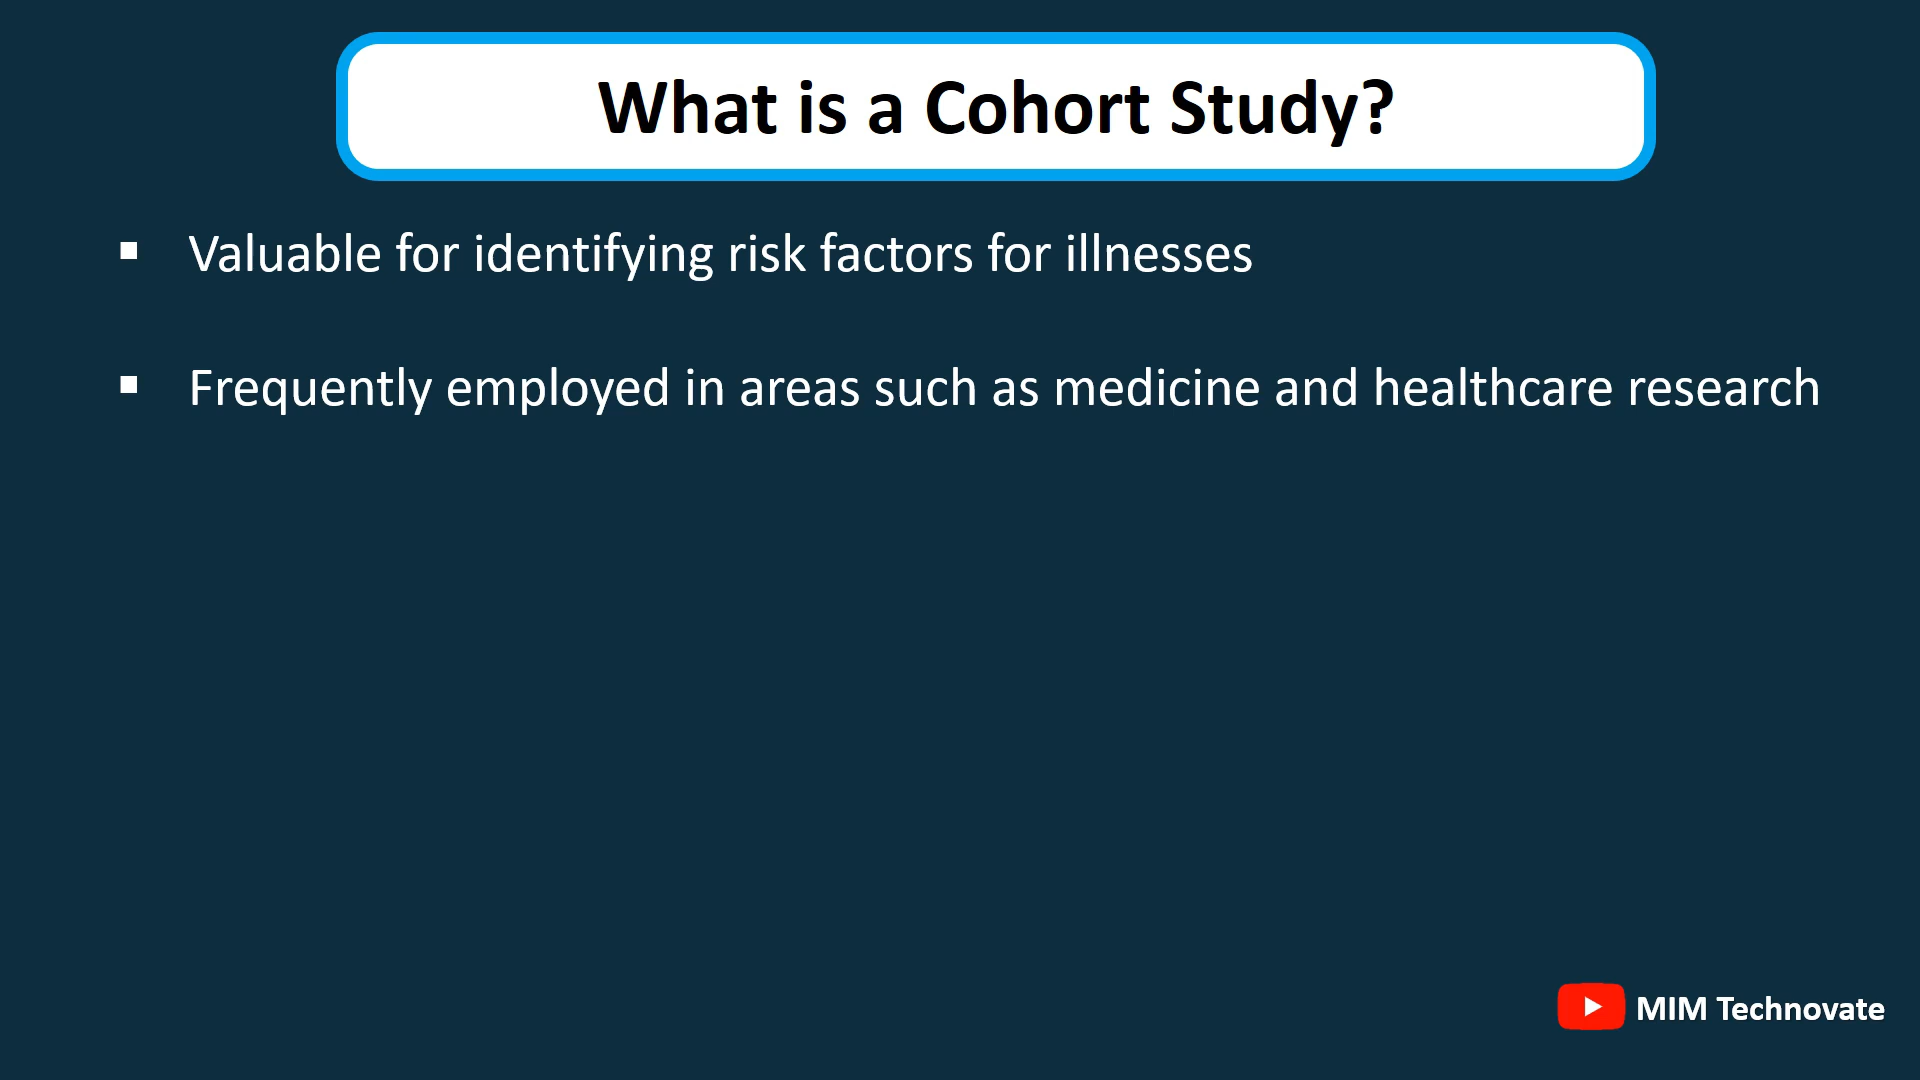 What is a Cohort Study?
▪ Valuable for identifying risk factors for illnesses
▪ Frequently employed in areas such as medicine and healthcare research
MIM Technovate